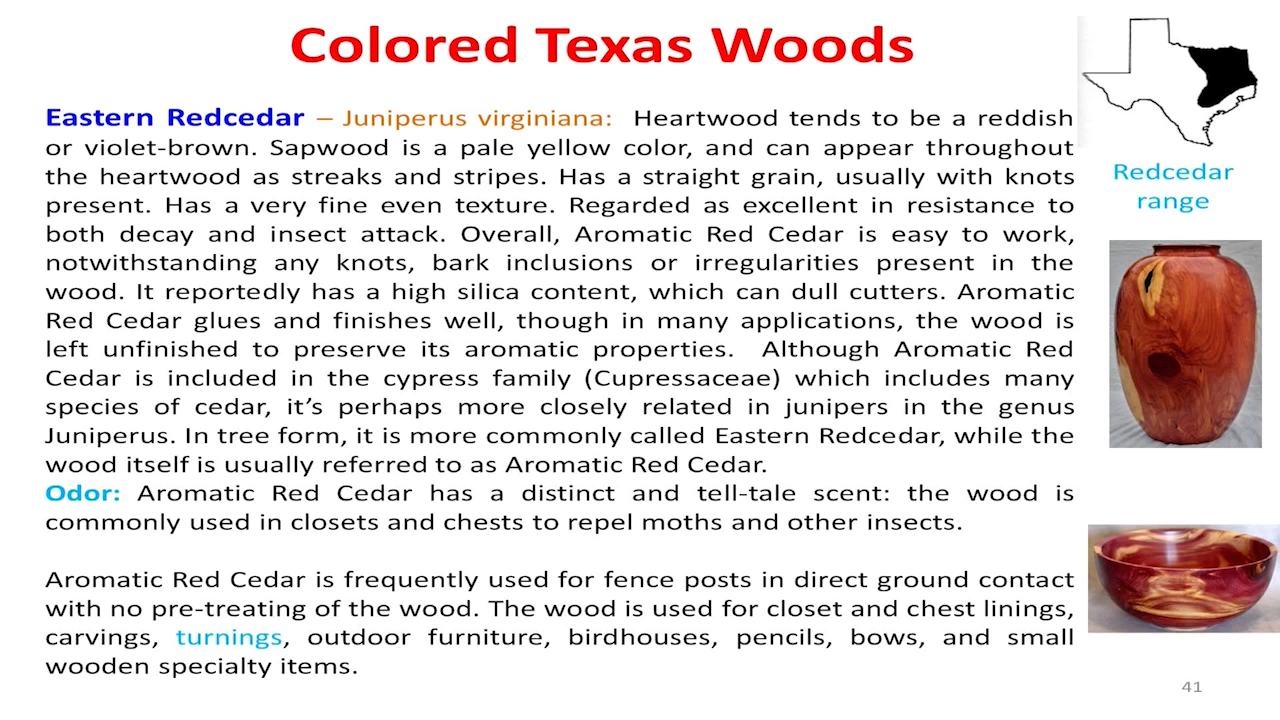 Colored Texas Woods
Eastern Redcedar – Juniperus virginiana: Heartwood tends to be a reddish
or violet-brown. Sapwood is a pale yellow color, and can appear throughout
the heartwood as streaks and stripes. Has a straight grain, usually with knots
present. Has a very fine even texture. Regarded as excellent in resistance to
both decay and insect attack. Overall, Aromatic Red Cedar is easy to work,
notwithstanding any knots, bark inclusions or irregularities present in the
wood. It reportedly has a high silica content, which can dull cutters. Aromatic
Red Cedar glues and finishes well, though in many applications, the wood is
left unfinished to preserve its aromatic properties. Although Aromatic Red
Cedar is included in the cypress family (Cupressaceae) which includes many
species of cedar, it’s perhaps more closely related in junipers in the genus
Juniperus. In tree form, it is more commonly called Eastern Redcedar, while the
wood itself is usually referred to as Aromatic Red Cedar.
Odor: Aromatic Red Cedar has a distinct and tell-tale scent: the wood is
commonly used in closets and chests to repel moths and other insects.
Aromatic Red Cedar is frequently used for fence posts in direct ground contact
with no pre-treating of the wood. The wood is used for closet and chest linings,
carvings, turnings, outdoor furniture, birdhouses, pencils, bows, and small
wooden specialty items.
Redcedar
range
41